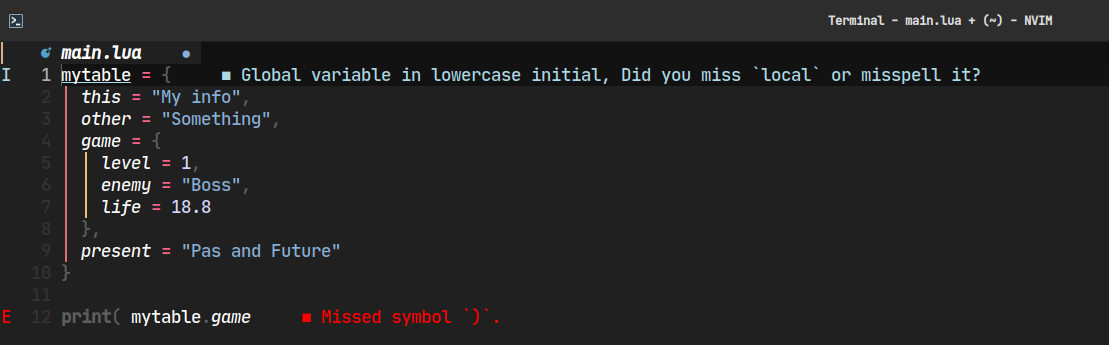 Terminal - main.lua + (~) - NVIM
main.lua
I 1 mytable = { ■ Global variable in lowercase initial, Did you miss `local` or misspell it?
2 this = "My info",
3 other = "Something",
4 game = {
5 level = 1,
6 enemy = "Boss",
7 life = 18.8
8 },
9 present = "Pas and Future"
10 }
11
E 12 print( mytable.game ■ Missed symbol `)`.